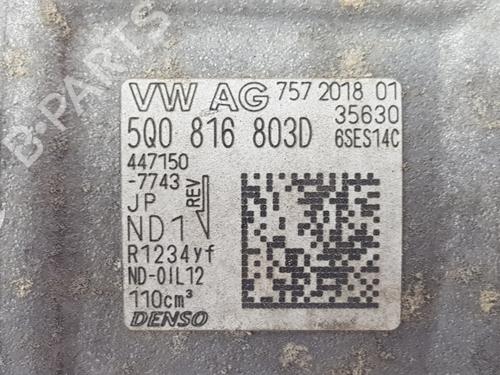 B-PARTS
VW AG 757 2018 01
35630
5Q0 816 803D 6SES14C
447150
-7743
JP REV
ND1
R1234yf
ND-OIL12
110cm³
DENSO